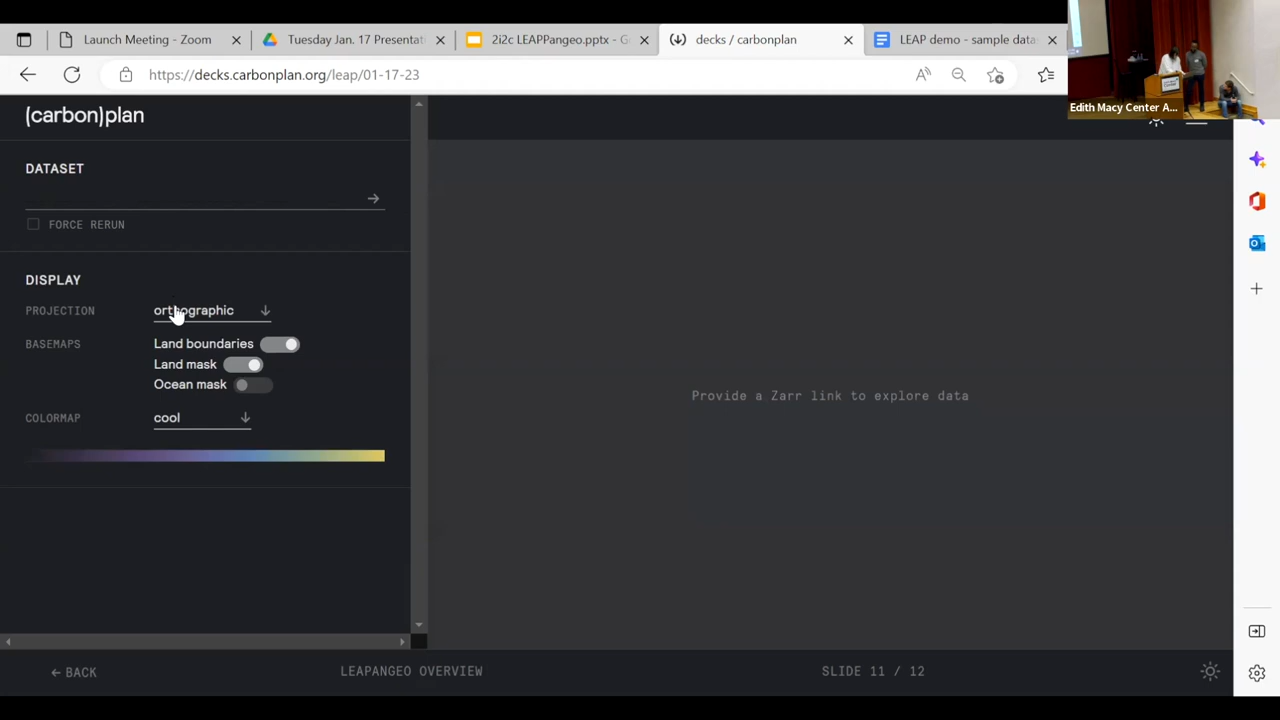 Launch Meeting - Zoom
Tuesday Jan. 17 Presentat
2i2c LEAPPangeo.pptx - G
decks / carbonplan
LEAP demo - sample data
https://decks.carbonplan.org/leap/01-17-23
Edith Macy Center A...
(carbon)plan
DATASET
FORCE RERUN
DISPLAY
PROJECTION orthographic
BASEMAPS Land boundaries
Land mask
Ocean mask
COLORMAP cool
Provide a Zarr link to explore data
BACK
LEAPANGEO OVERVIEW
SLIDE 11 / 12